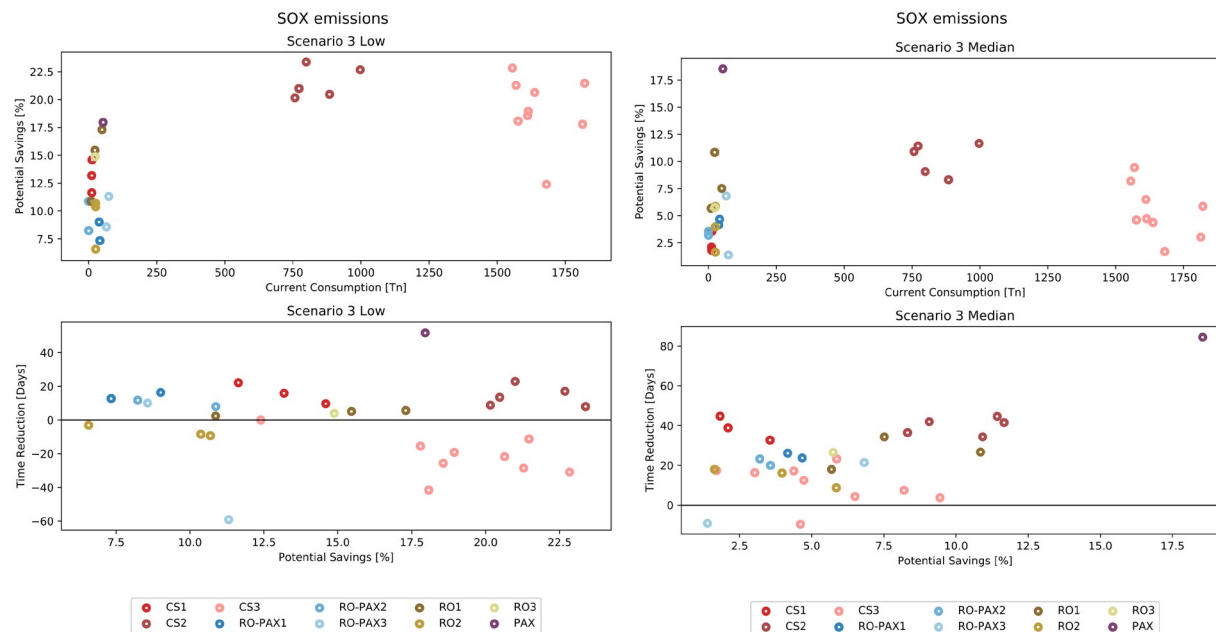 SOX emissions
Scenario 3 Low
22.5
20.0
17.5
15.0
12.5
10.0
7.5
Potential Savings [%]
0 250 500 750 1000 1250 1500 1750
Current Consumption [Tn]
Scenario 3 Low
40
20
0
−20
−40
−60
Time Reduction [Days]
7.5 10.0 12.5 15.0 17.5 20.0 22.5
Potential Savings [%]
CS1 CS3 RO-PAX2 RO1 RO3
CS2 RO-PAX1 RO-PAX3 RO2 PAX
SOX emissions
Scenario 3 Median
17.5
15.0
12.5
10.0
7.5
5.0
2.5
Potential Savings [%]
0 250 500 750 1000 1250 1500 1750
Current Consumption [Tn]
Scenario 3 Median
80
60
40
20
0
Time Reduction [Days]
2.5 5.0 7.5 10.0 12.5 15.0 17.5
Potential Savings [%]
CS1 CS3 RO-PAX2 RO1 RO3
CS2 RO-PAX1 RO-PAX3 RO2 PAX